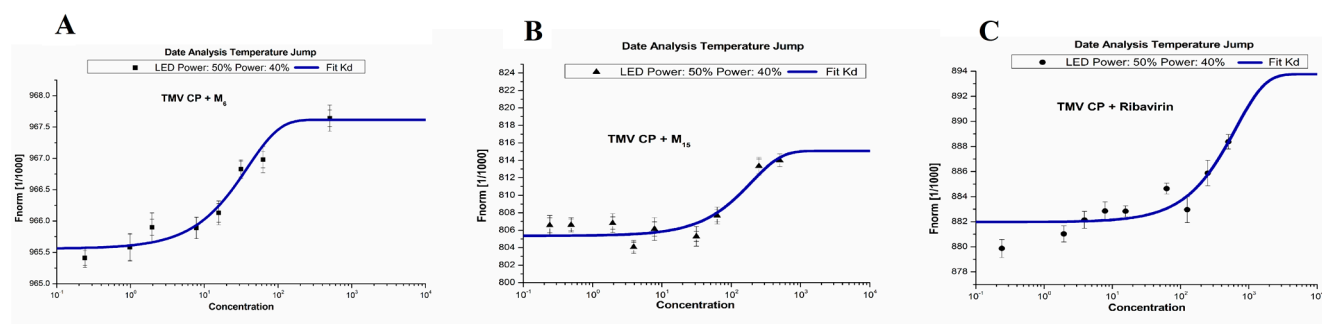 A
Date Analysis Temperature Jump
LED Power: 50% Power: 40% Fit Kd
TMV CP + M6
968.0
967.5
967.0
966.5
966.0
965.5
965.0
Fnorm [1/1000]
10-1 100 101 102 103 104
Concentration
B
Date Analysis Temperature Jump
LED Power: 50% Power: 40% Fit Kd
TMV CP + M15
824
822
820
818
816
814
812
810
808
806
804
802
800
Fnorm [1/1000]
10-1 100 101 102 103 104
Concentration
C
Date Analysis Temperature Jump
LED Power: 50% Power: 40% Fit Kd
TMV CP + Ribavirin
894
892
890
888
886
884
882
880
878
Fnorm [1/1000]
10-1 100 101 102 103 104
Concentration